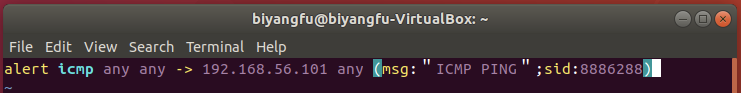 biyangfu@biyangfu-VirtualBox: ~
File Edit View Search Terminal Help
alert icmp any any -> 192.168.56.101 any (msg:＂ICMP PING＂;sid:8886288)
~